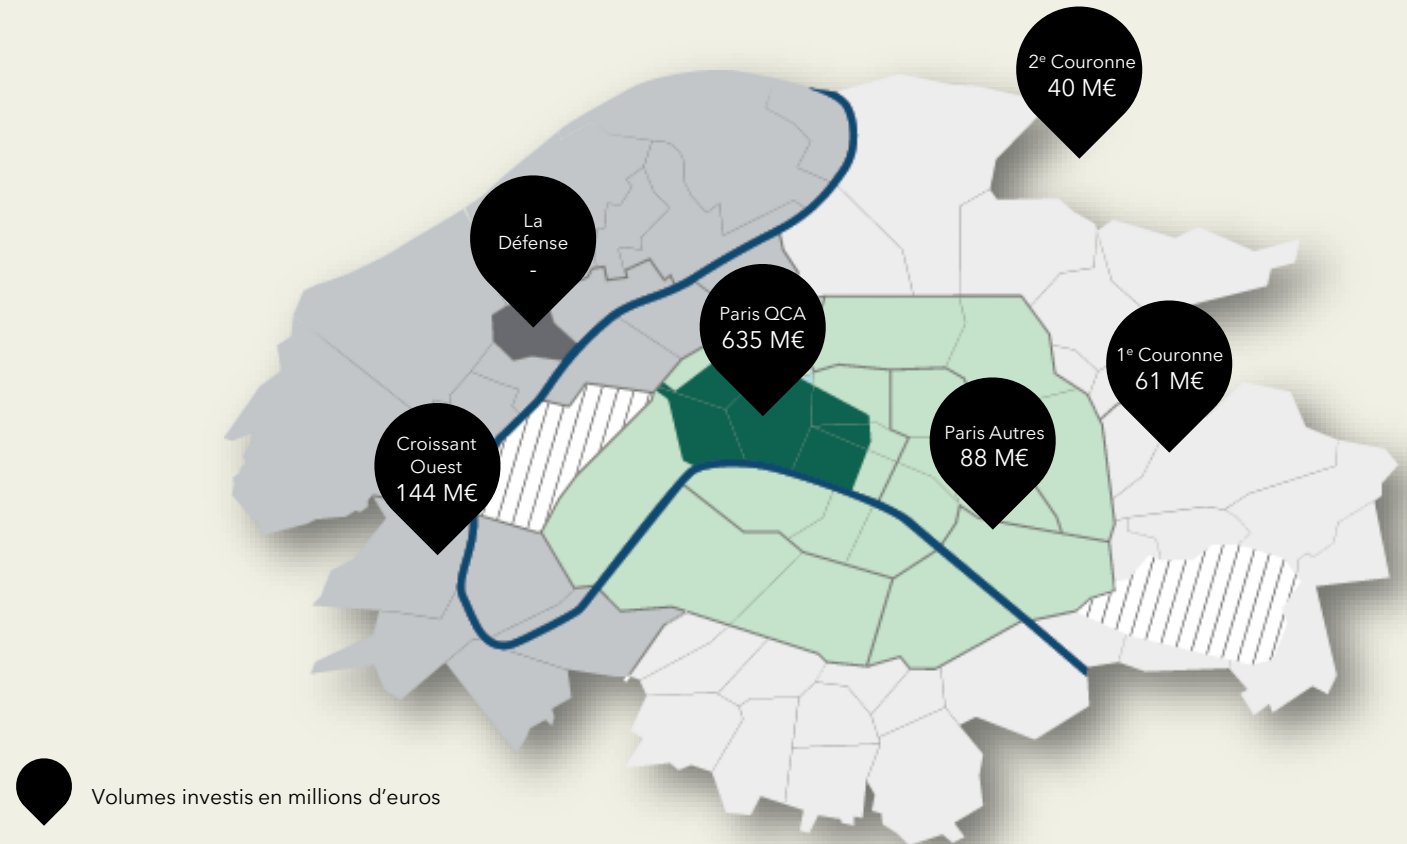 2e Couronne
40 M€
La
Défense
-
Paris QCA
635 M€
1e Couronne
61 M€
Paris Autres
88 M€
Croissant
Ouest
144 M€
Volumes investis en millions d’euros